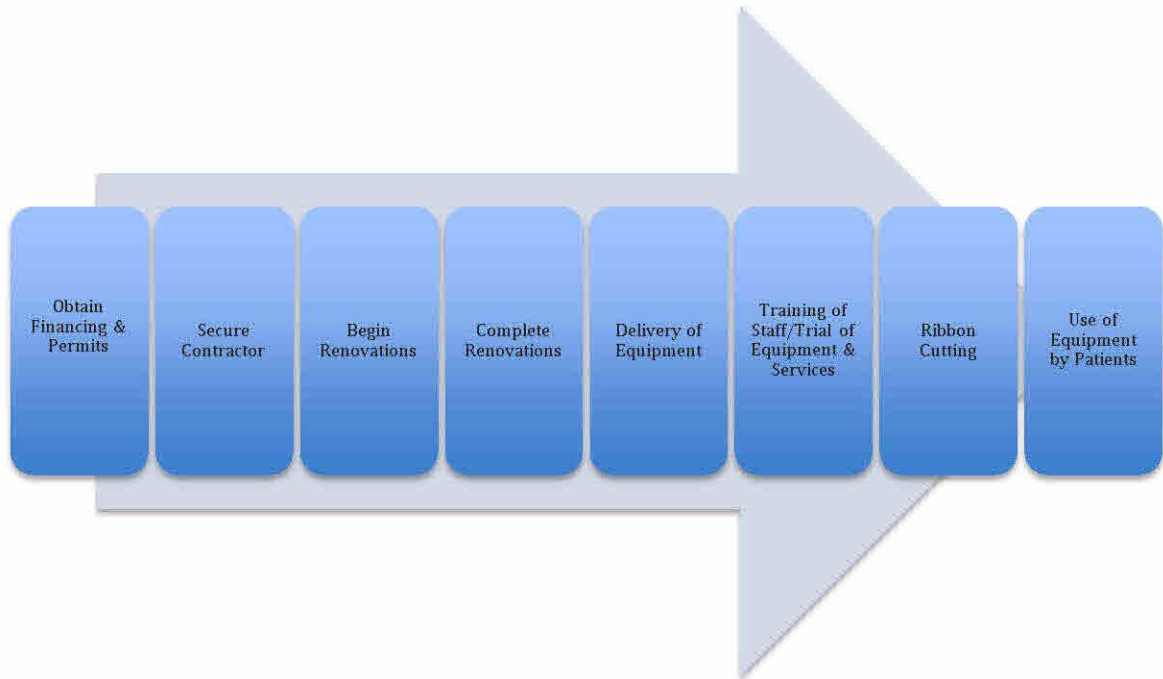 Obtain
Financing &
Permits
Secure
Contractor
Begin
Renovations
Complete
Renovations
Delivery of
Equipment
Training of
Staff/Trial of
Equipment &
Services
Ribbon
Cutting
Use of
Equipment
by Patients